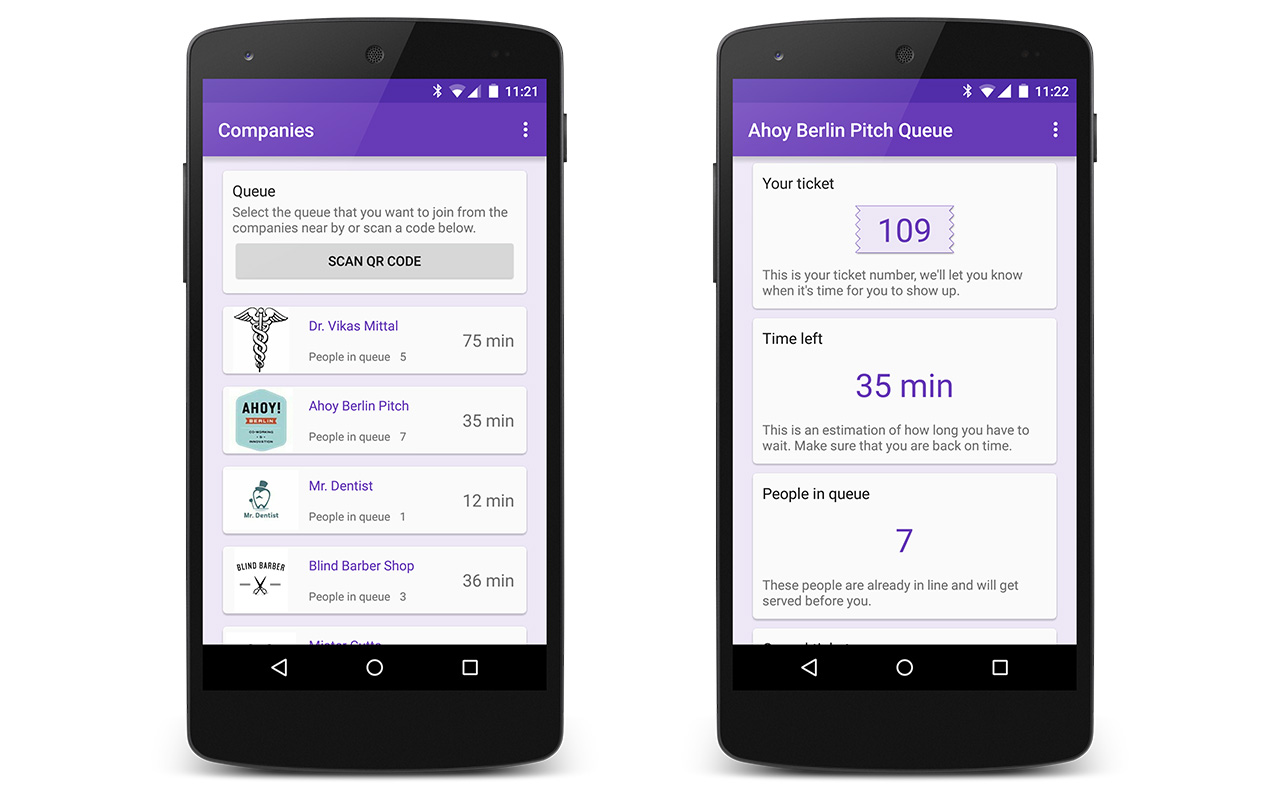 11:21
Companies
Queue
Select the queue that you want to join from the
companies near by or scan a code below.
SCAN QR CODE
Dr. Vikas Mittal
75 min
People in queue 5
AHOY!
BERLIN
CO-WORKING
&
INNOVATION
Ahoy Berlin Pitch
35 min
People in queue 7
Mr. Dentist
Mr. Dentist
12 min
People in queue 1
BLIND BARBER
Blind Barber Shop
36 min
People in queue 3
11:22
Ahoy Berlin Pitch Queue
Your ticket
109
This is your ticket number, we'll let you know
when it's time for you to show up.
Time left
35 min
This is an estimation of how long you have to
wait. Make sure that you are back on time.
People in queue
7
These people are already in line and will get
served before you.